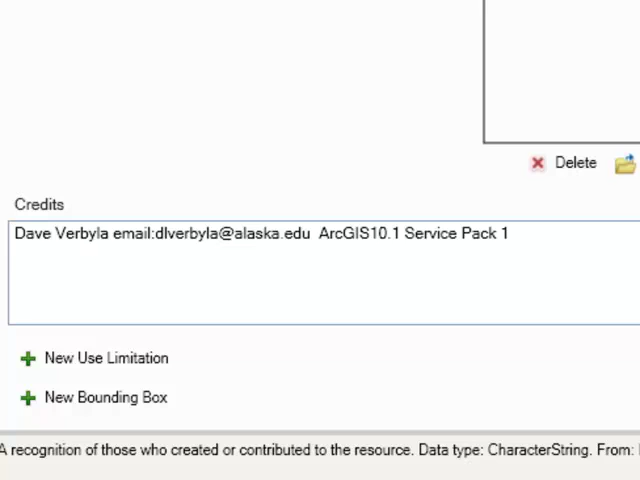 Delete
Credits
Dave Verbyla email:dlverbyla@alaska.edu  ArcGIS10.1 Service Pack 1
New Use Limitation
New Bounding Box
A recognition of those who created or contributed to the resource. Data type: CharacterString. From: